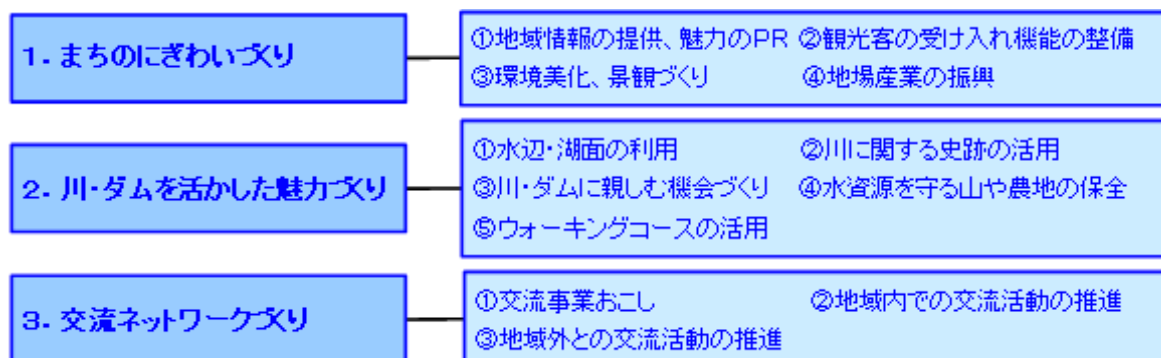 1.まちのにぎわいづくり
①地域情報の提供、魅力のPR ②観光客の受け入れ機能の整備
③環境美化、景観づくり ④地場産業の振興
2.川・ダムを活かした魅力づくり
①水辺・湖面の利用 ②川に関する史跡の活用
③川・ダムに親しむ機会づくり ④水資源を守る山や農地の保全
⑤ウォーキングコースの活用
3.交流ネットワークづくり
①交流事業おこし ②地域内での交流活動の推進
③地域外との交流活動の推進